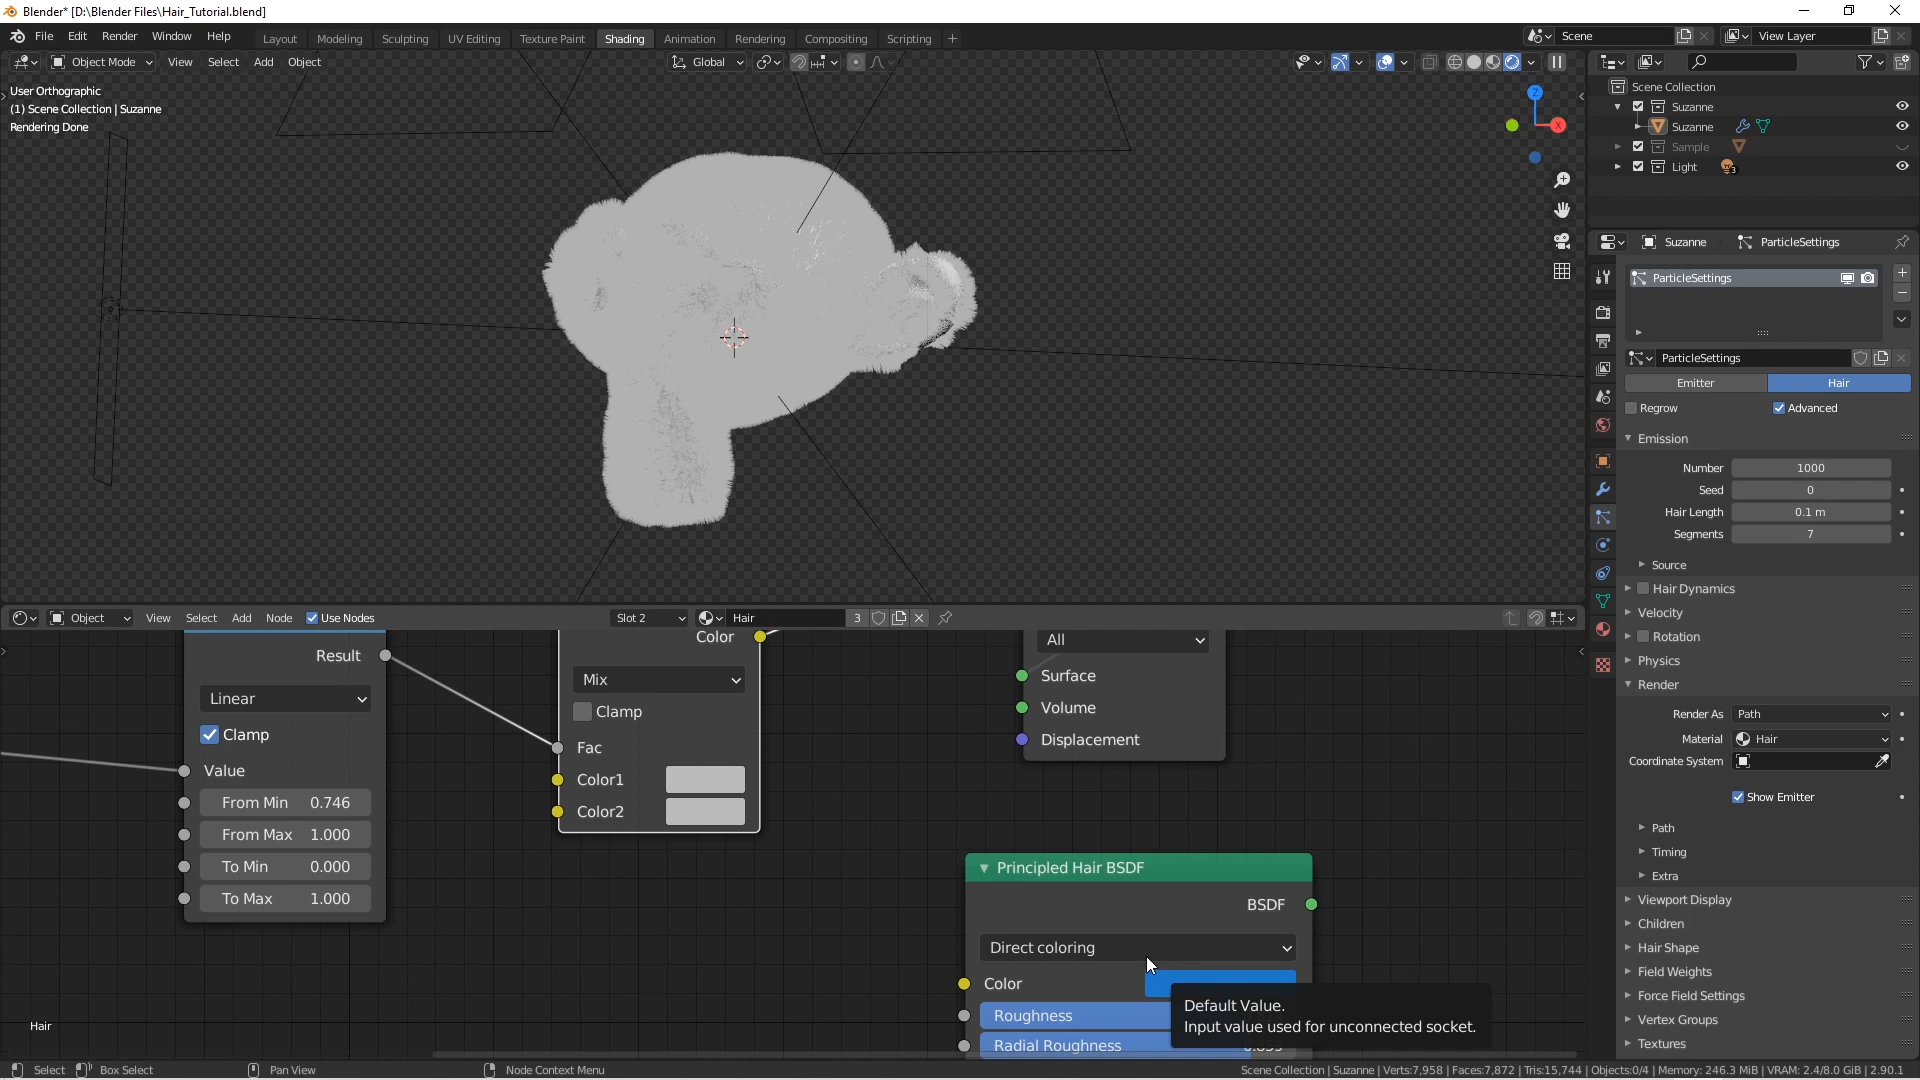 Blender* [D:\Blender Files\Hair_Tutorial.blend]
File Edit Render Window Help
Layout Modeling Sculpting UV Editing Texture Paint Shading Animation Rendering Compositing Scripting +
Scene
View Layer
Object Mode View Select Add Object
Global
User Orthographic
(1) Scene Collection | Suzanne
Rendering Done
Z
X
Scene Collection
Suzanne
Suzanne
Sample
Light 3
Suzanne ParticleSettings
ParticleSettings
ParticleSettings
Emitter Hair
Regrow Advanced
Emission
Number 1000
Seed 0
Hair Length 0.1 m
Segments 7
Source
Hair Dynamics
Velocity
Rotation
Physics
Render
Render As Path
Material Hair
Coordinate System
Show Emitter
Path
Timing
Extra
Viewport Display
Children
Hair Shape
Field Weights
Force Field Settings
Vertex Groups
Textures
Object View Select Add Node Use Nodes
Slot 2
Hair 3
Result
Linear
Clamp
Value
From Min 0.746
From Max 1.000
To Min 0.000
To Max 1.000
Color
Mix
Clamp
Fac
Color1
Color2
All
Surface
Volume
Displacement
Principled Hair BSDF
BSDF
Direct coloring
Color
Roughness
Radial Roughness
Default Value.
Input value used for unconnected socket.
Hair
Select Box Select Pan View Node Context Menu
Scene Collection | Suzanne | Verts:7,958 | Faces:7,872 | Tris:15,744 | Objects:0/4 | Memory: 246.3 MiB | VRAM: 2.4/8.0 GiB | 2.90.1